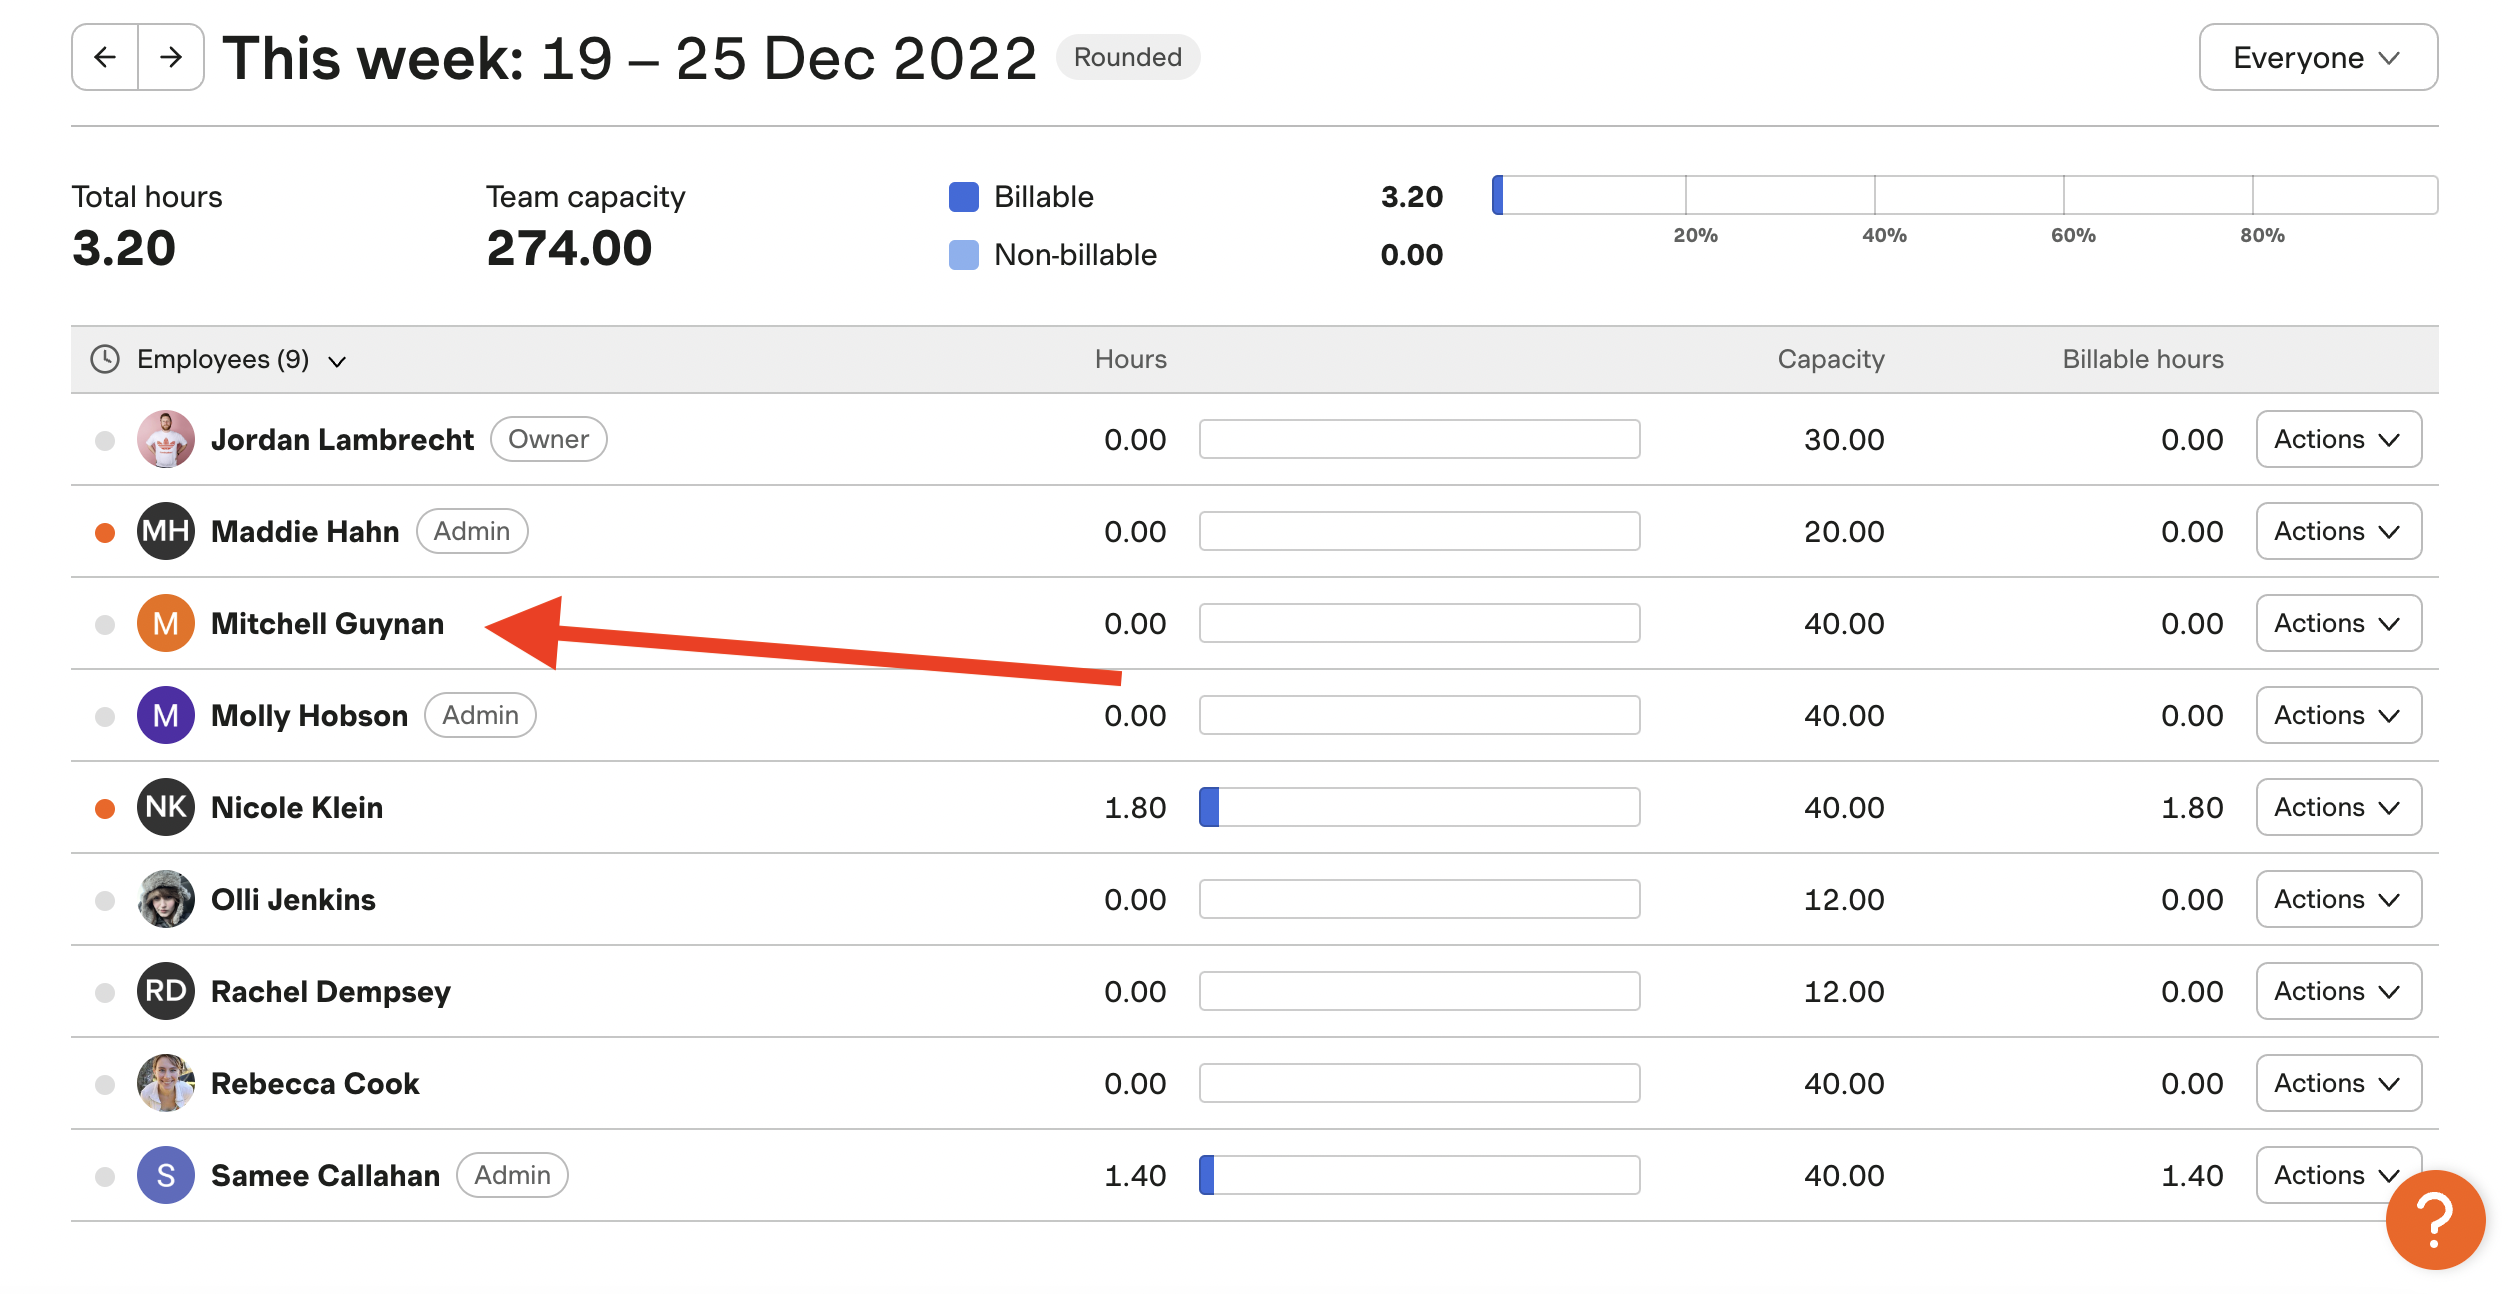 This week: 19 – 25 Dec 2022 Rounded Everyone
Total hours Team capacity Billable 3.20
3.20 274.00 Non-billable 0.00
20% 40% 60% 80%
Employees (9) Hours Capacity Billable hours
Jordan Lambrecht Owner 0.00 30.00 0.00 Actions
MH Maddie Hahn Admin 0.00 20.00 0.00 Actions
M Mitchell Guynan 0.00 40.00 0.00 Actions
M Molly Hobson Admin 0.00 40.00 0.00 Actions
NK Nicole Klein 1.80 40.00 1.80 Actions
Olli Jenkins 0.00 12.00 0.00 Actions
RD Rachel Dempsey 0.00 12.00 0.00 Actions
Rebecca Cook 0.00 40.00 0.00 Actions
S Samee Callahan Admin 1.40 40.00 1.40 Actions
?